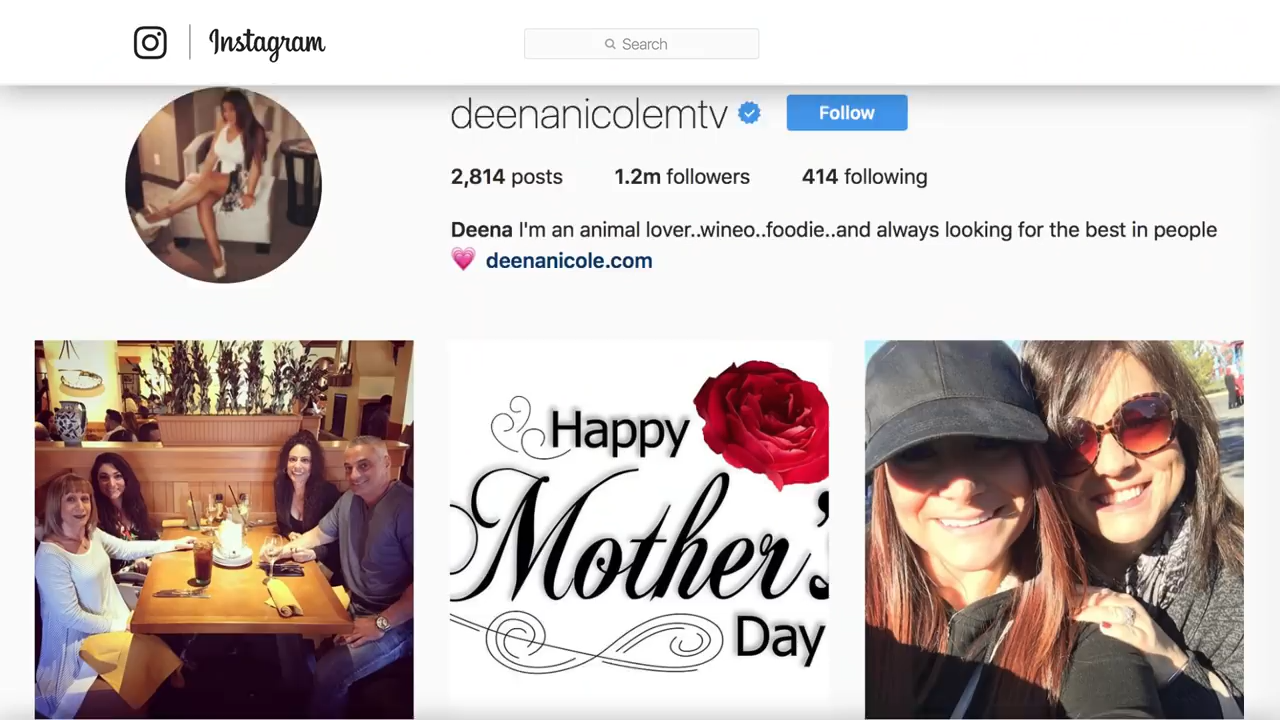 Instagram
Search
deenanicolemtv
Follow
2,814 posts 1.2m followers 414 following
Deena I'm an animal lover..wineo..foodie..and always looking for the best in people
💗 deenanicole.com
Happy
Mother's
Day